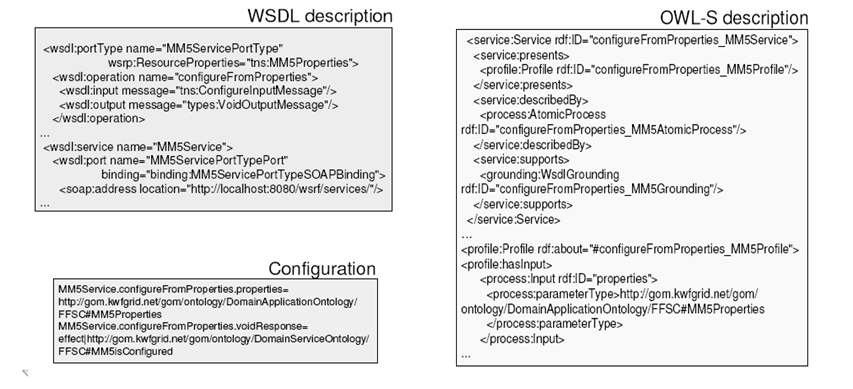 WSDL description
<wsdl:portType name="MM5ServicePortType"
wsrp:ResourceProperties="tns:MM5Properties">
<wsdl:operation name="configureFromProperties">
<wsdl:input message="tns:ConfigureInputMessage"/>
<wsdl:output message="types:VoidOutputMessage"/>
</wsdl:operation>
...
<wsdl:service name="MM5Service">
<wsdl:port name="MM5ServicePortTypePort"
binding="binding:MM5ServicePortTypeSOAPBinding">
<soap:address location="http://localhost:8080/wsrf/services/"/>
...
Configuration
MM5Service.configureFromProperties.properties=
http://gom.kwfgrid.net/gom/ontology/DomainApplicationOntology/
FFSC#MM5Properties
MM5Service.configureFromProperties.voidResponse=
effect|http://gom.kwfgrid.net/gom/ontology/DomainServiceOntology/
FFSC#MM5isConfigured
OWL-S description
<service:Service rdf:ID="configureFromProperties_MM5Service">
<service:presents>
<profile:Profile rdf:ID="configureFromProperties_MM5Profile"/>
</service:presents>
<service:describedBy>
<process:AtomicProcess
rdf:ID="configureFromProperties_MM5AtomicProcess"/>
</service:describedBy>
<service:supports>
<grounding:WsdlGrounding
rdf:ID="configureFromProperties_MM5Grounding"/>
</service:supports>
</service:Service>
...
<profile:Profile rdf:about="#configureFromProperties_MM5Profile">
<profile:hasInput>
<process:Input rdf:ID="properties">
<process:parameterType>http://gom.kwfgrid.net/gom/
ontology/DomainApplicationOntology/FFSC#MM5Properties
</process:parameterType>
</process:Input>
...